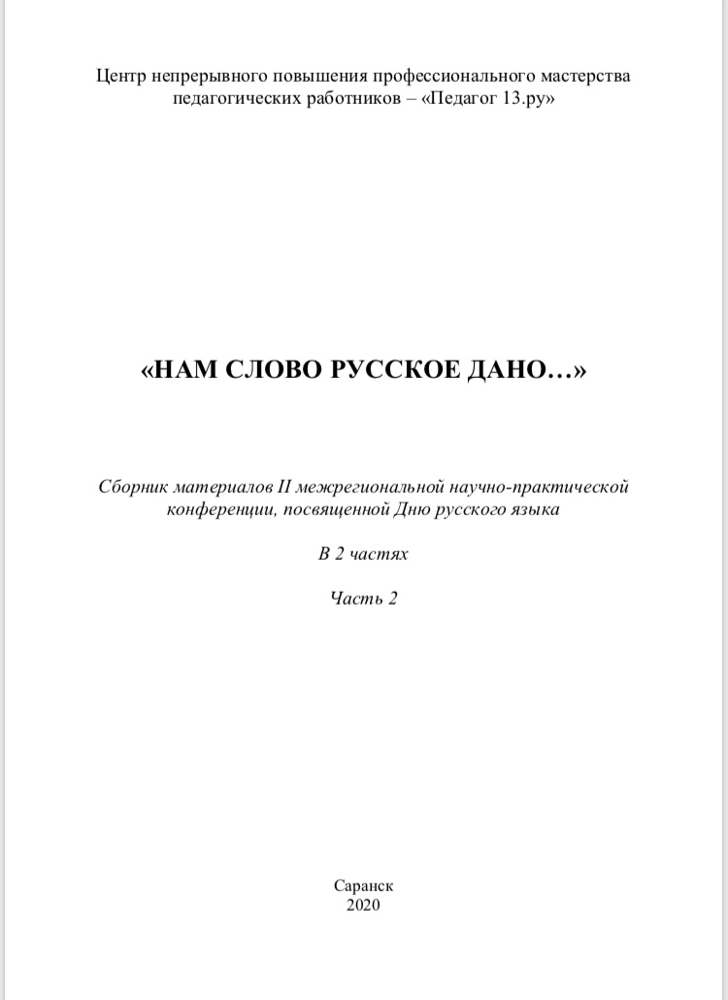 Центр непрерывного повышения профессионального мастерства
педагогических работников – «Педагог 13.ру»
«НАМ СЛОВО РУССКОЕ ДАНО…»
Сборник материалов II межрегиональной научно-практической
конференции, посвященной Дню русского языка
В 2 частях
Часть 2
Саранск
2020